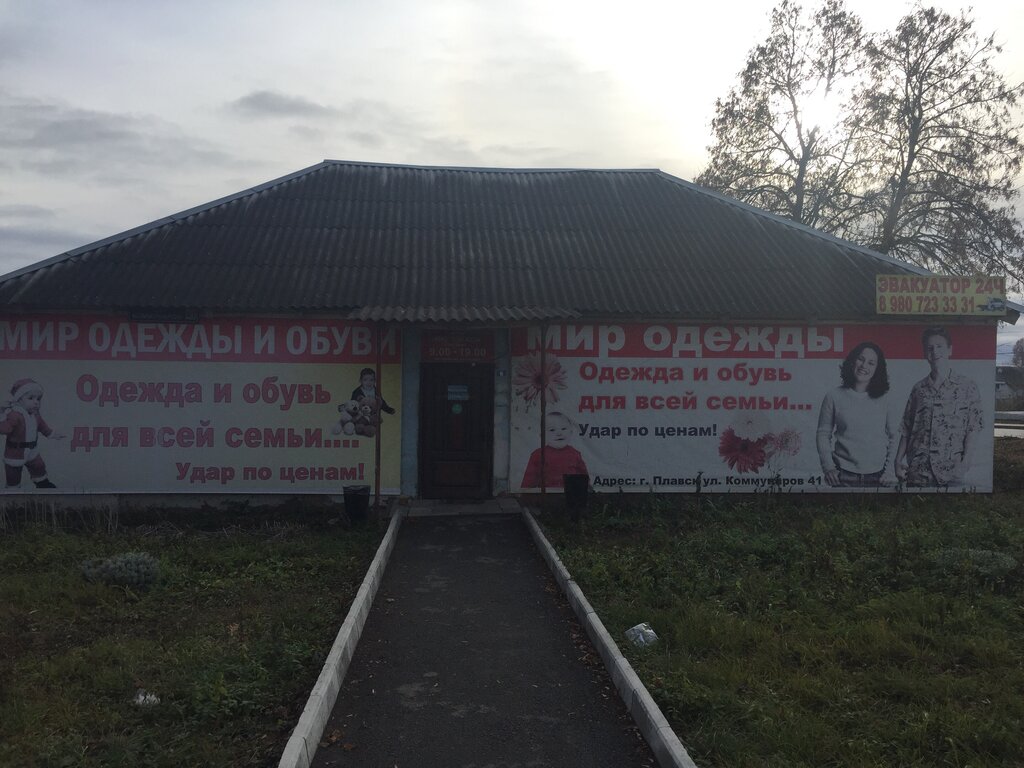 МИР ОДЕЖДЫ И ОБУВИ
Одежда и обувь
для всей семьи....
Удар по ценам!
9.00 - 19.00
мир одежды
Одежда и обувь
для всей семьи...
Удар по ценам!
Адрес: г. Плавск ул. Коммунаров 41
ЭВАКУАТОР 24Ч
8 980 723 33 31